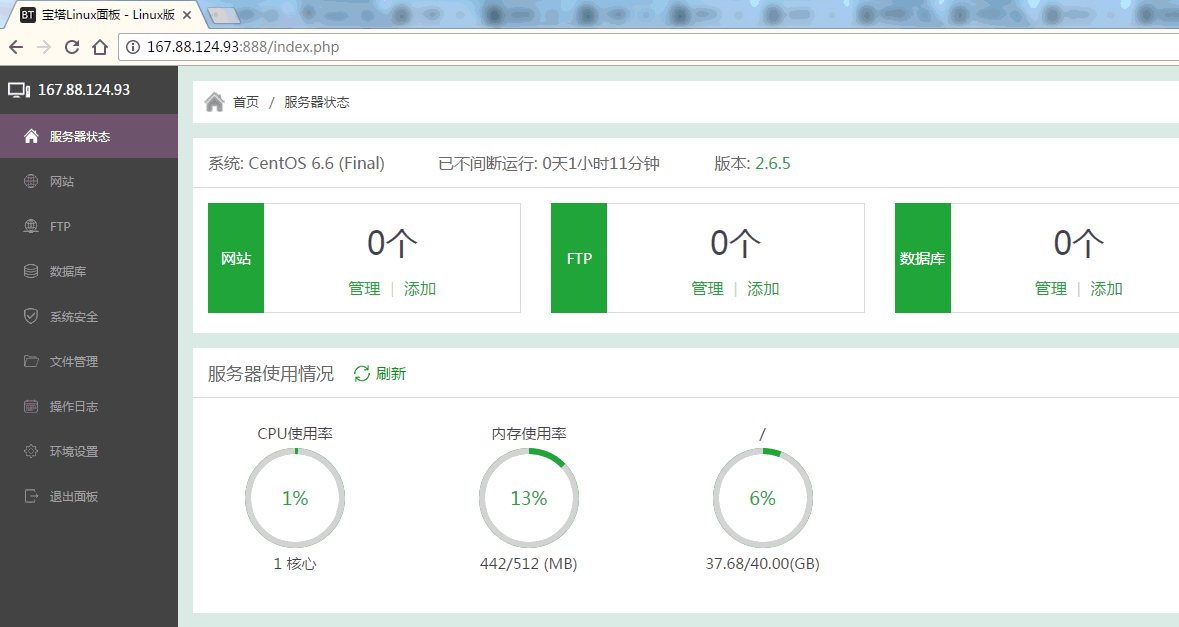 BT 宝塔Linux面板 - Linux版
167.88.124.93:888/index.php
167.88.124.93
服务器状态
网站
FTP
数据库
系统安全
文件管理
操作日志
环境设置
退出面板
首页 / 服务器状态
系统: CentOS 6.6 (Final) 已不间断运行: 0天1小时11分钟 版本: 2.6.5
网站 0个 管理 | 添加
FTP 0个 管理 | 添加
数据库 0个 管理 | 添加
服务器使用情况 刷新
CPU使用率 内存使用率 /
1% 13% 6%
1 核心 442/512 (MB) 37.68/40.00(GB)